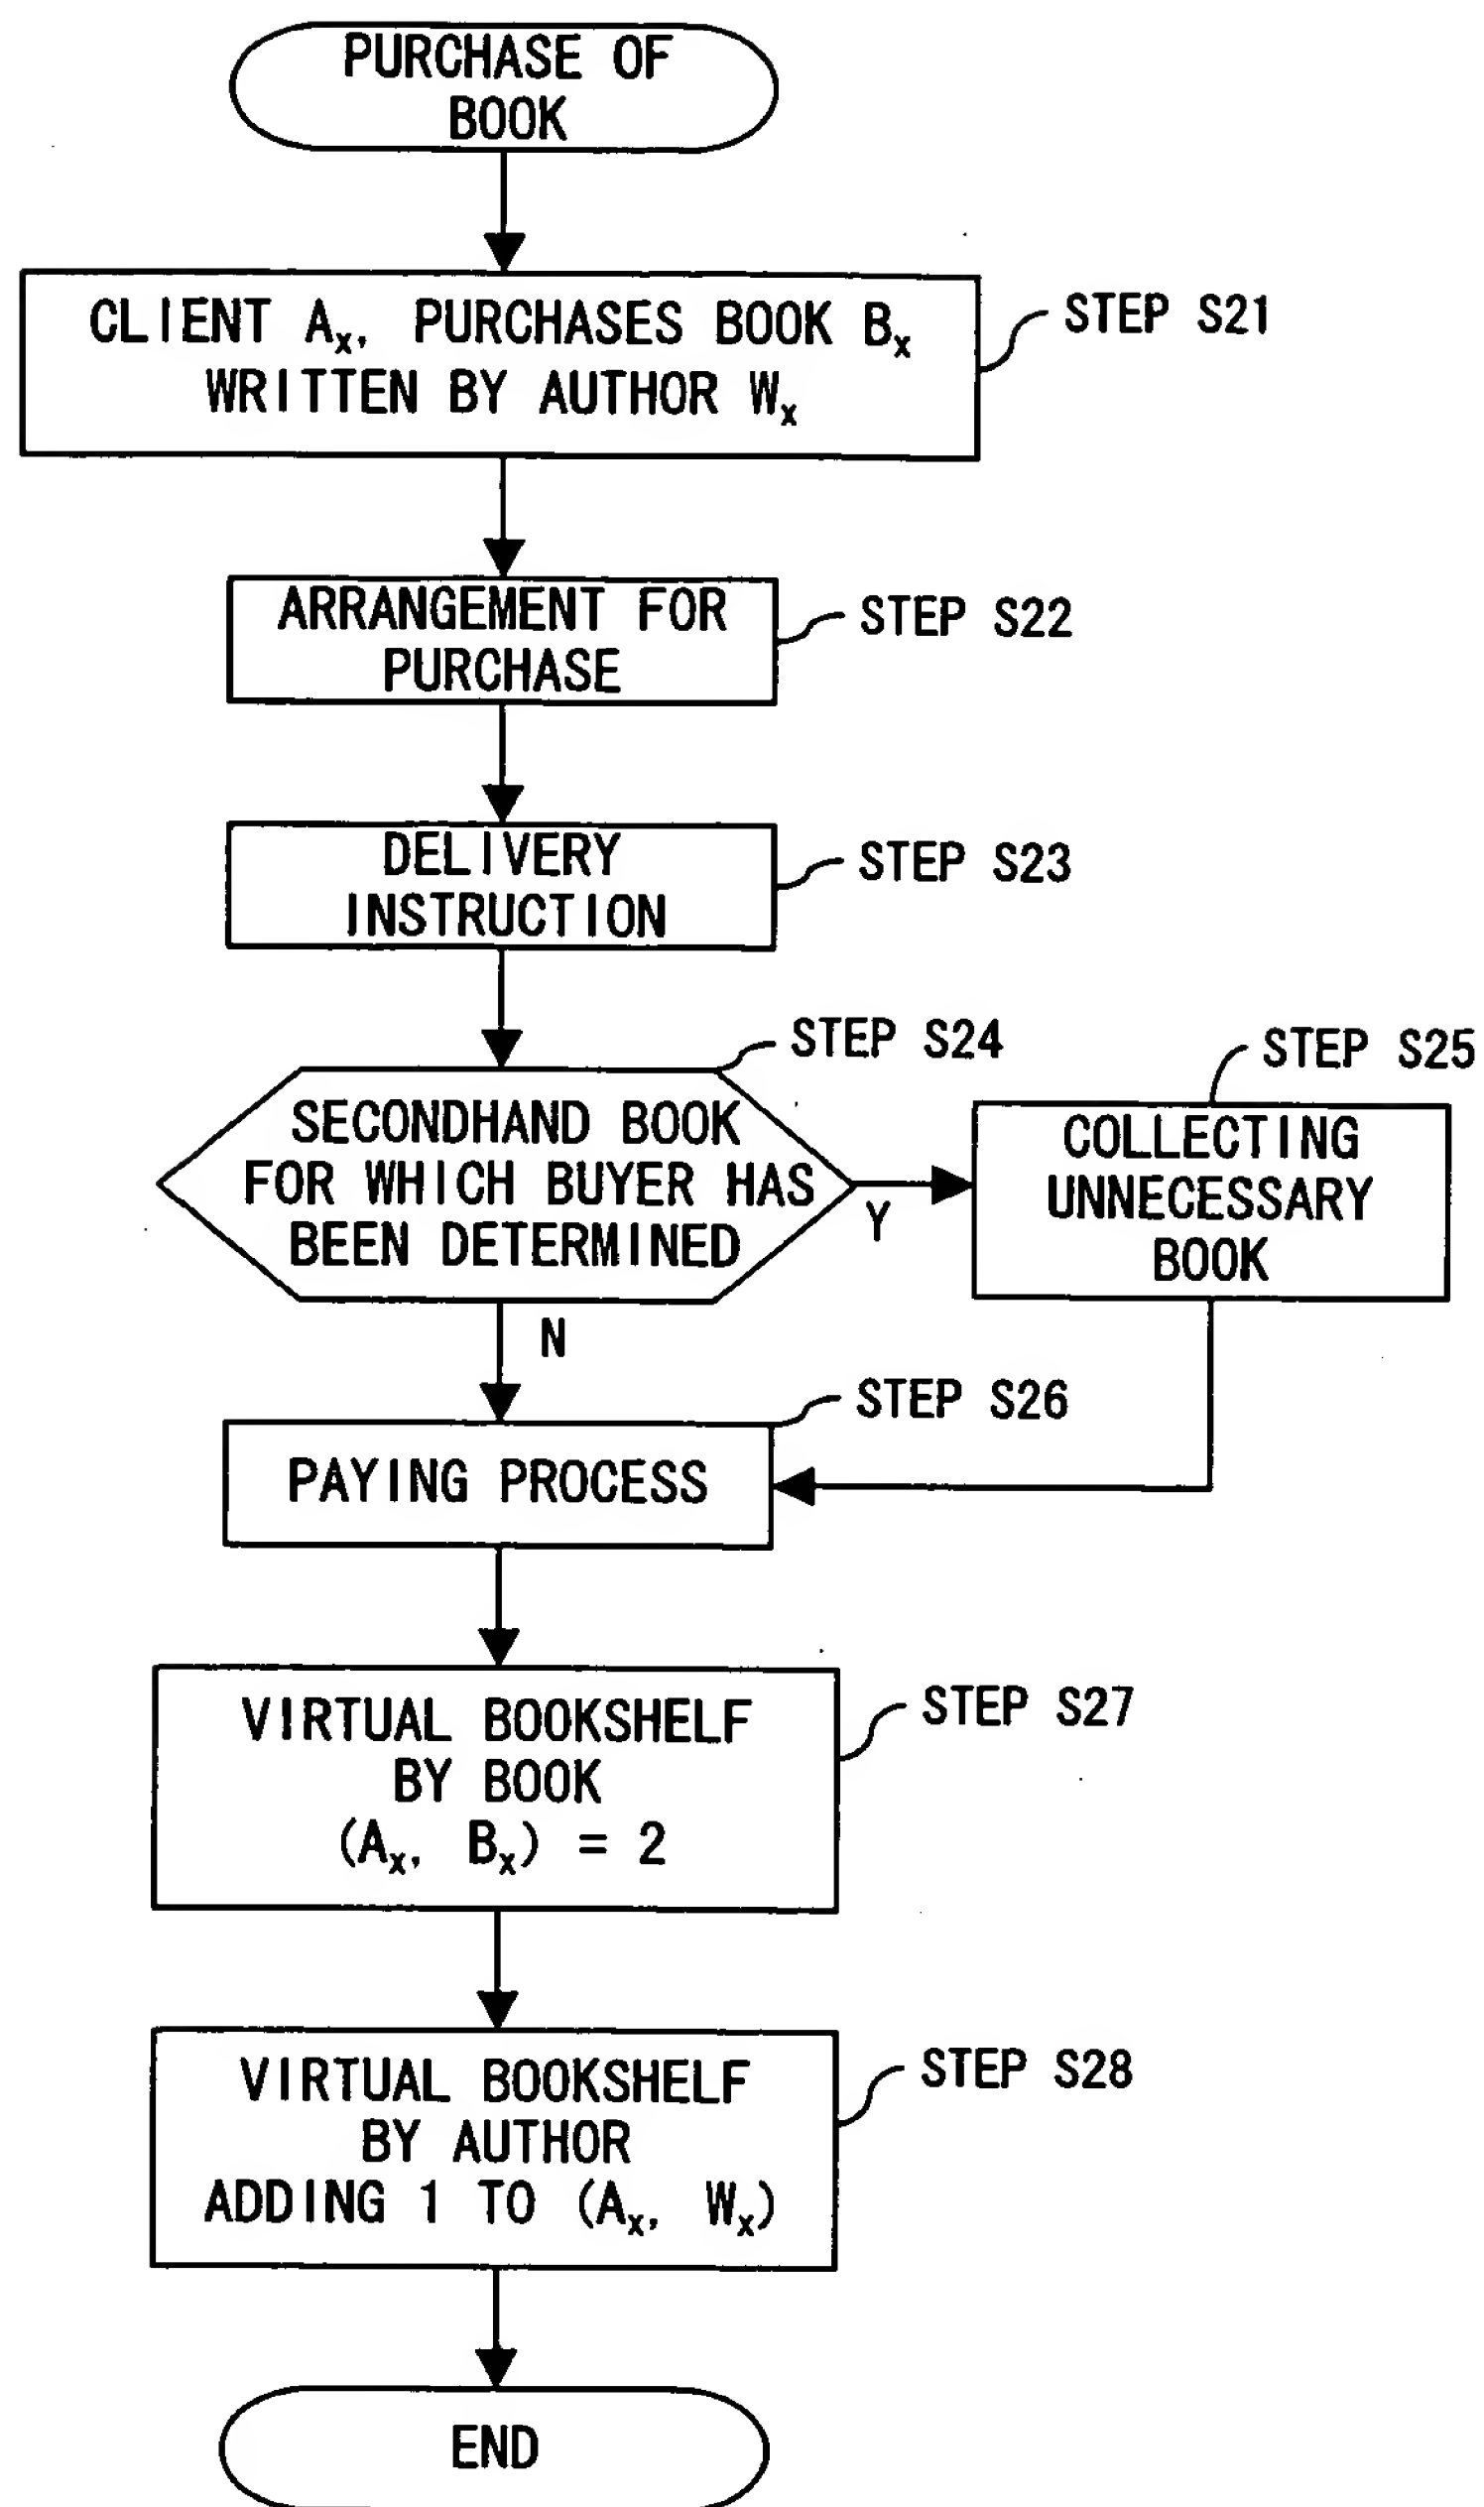 PURCHASE OF
BOOK
CLIENT Aₓ, PURCHASES BOOK Bₓ
WRITTEN BY AUTHOR Wₓ
STEP S21
ARRANGEMENT FOR
PURCHASE
STEP S22
DELIVERY
INSTRUCTION
STEP S23
STEP S24
SECONDHAND BOOK
FOR WHICH BUYER HAS
BEEN DETERMINED
Y
N
STEP S25
COLLECTING
UNNECESSARY
BOOK
STEP S26
PAYING PROCESS
VIRTUAL BOOKSHELF
BY BOOK
(Aₓ, Bₓ) = 2
STEP S27
VIRTUAL BOOKSHELF
BY AUTHOR
ADDING 1 TO (Aₓ, Wₓ)
STEP S28
END